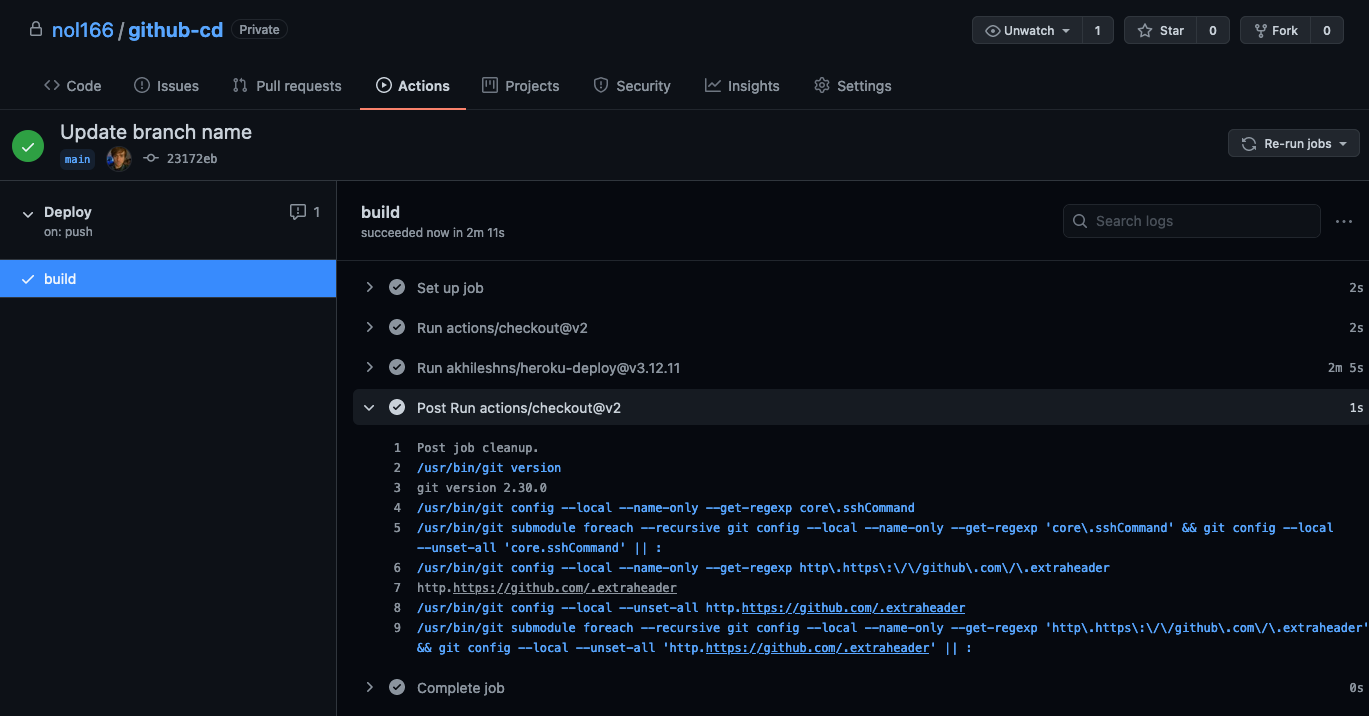 nol166 / github-cd Private
Unwatch 1 Star 0 Fork 0
Code Issues Pull requests Actions Projects Security Insights Settings
Update branch name
main 23172eb
Re-run jobs
Deploy 1
on: push
build
build
succeeded now in 2m 11s
Search logs
Set up job 2s
Run actions/checkout@v2 2s
Run akhileshns/heroku-deploy@v3.12.11 2m 5s
Post Run actions/checkout@v2 1s
1 Post job cleanup.
2 /usr/bin/git version
3 git version 2.30.0
4 /usr/bin/git config --local --name-only --get-regexp core\.sshCommand
5 /usr/bin/git submodule foreach --recursive git config --local --name-only --get-regexp 'core\.sshCommand' && git config --local
--unset-all 'core.sshCommand' || :
6 /usr/bin/git config --local --name-only --get-regexp http\.https\:\/\/github\.com\/\.extraheader
7 http.https://github.com/.extraheader
8 /usr/bin/git config --local --unset-all http.https://github.com/.extraheader
9 /usr/bin/git submodule foreach --recursive git config --local --name-only --get-regexp 'http\.https\:\/\/github\.com\/\.extraheader'
&& git config --local --unset-all 'http.https://github.com/.extraheader' || :
Complete job 0s